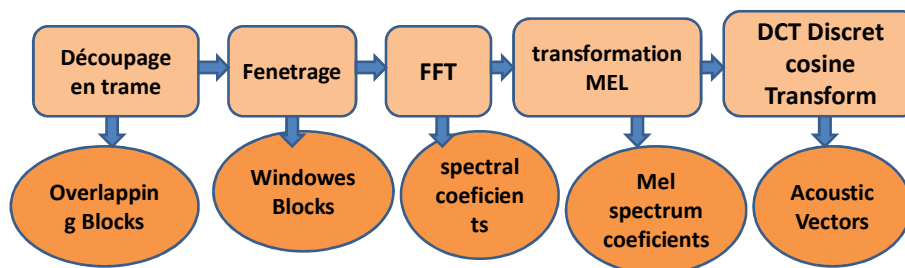 Découpage
en trame
Fenetrage
FFT
transformation
MEL
DCT Discret
cosine
Transform
Overlappin
g Blocks
Windowes
Blocks
spectral
coeficien
ts
Mel
spectrum
coeficients
Acoustic
Vectors